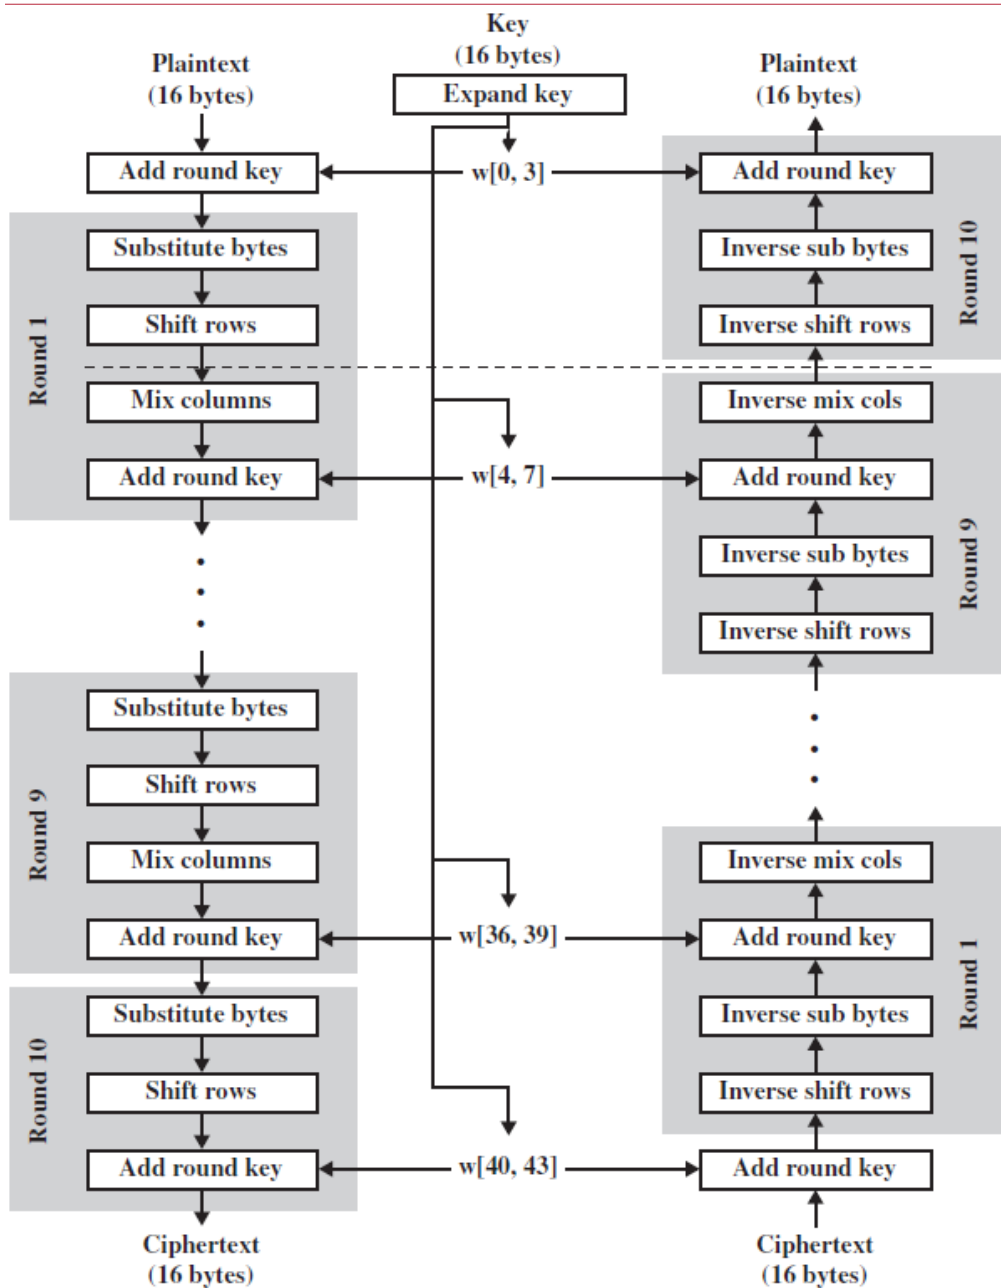 Key
(16 bytes)
Plaintext
(16 bytes)
Expand key
Plaintext
(16 bytes)
Add round key
w[0, 3]
Add round key
Round 1
Substitute bytes
Shift rows
Mix columns
Add round key
w[4, 7]
Round 10
Inverse sub bytes
Inverse shift rows
Round 9
Inverse mix cols
Add round key
Inverse sub bytes
Inverse shift rows
Round 9
Substitute bytes
Shift rows
Mix columns
Add round key
w[36, 39]
Round 1
Inverse mix cols
Add round key
Inverse sub bytes
Inverse shift rows
Round 10
Substitute bytes
Shift rows
Add round key
w[40, 43]
Add round key
Ciphertext
(16 bytes)
Ciphertext
(16 bytes)